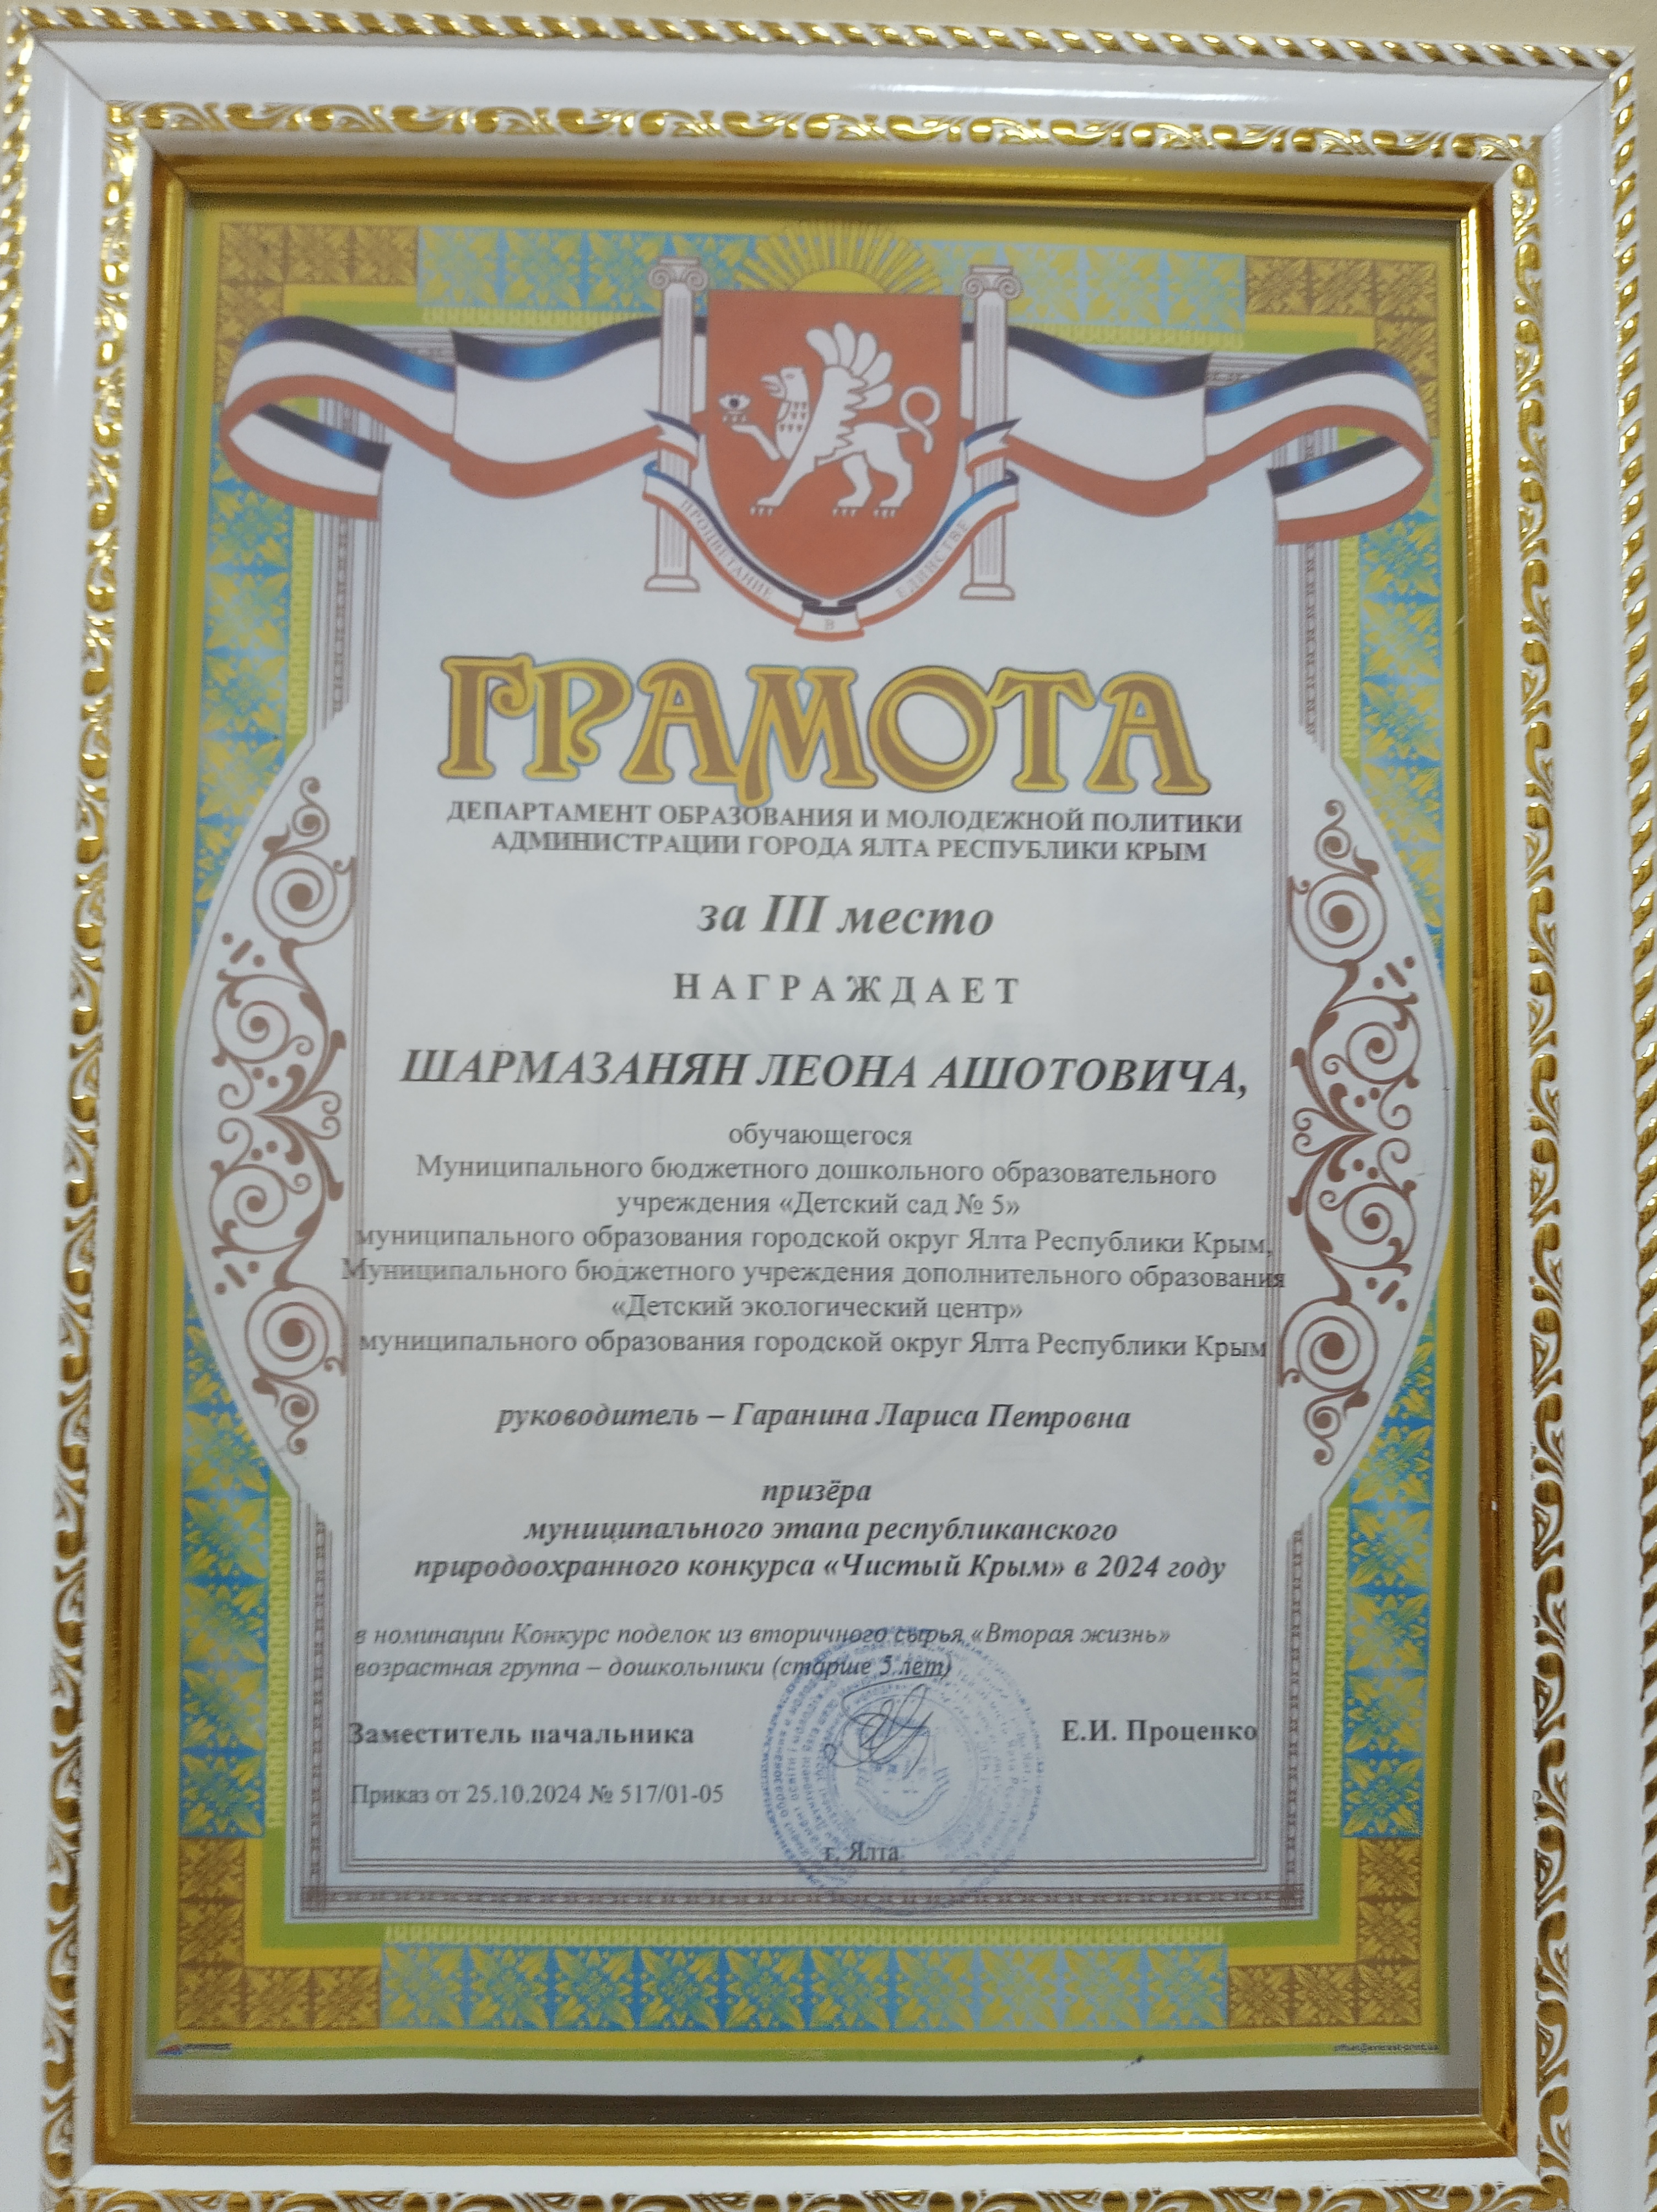 ПРОЦВЕТАНИЕ В ЕДИНСТВЕ
ГРАМОТА
ДЕПАРТАМЕНТ ОБРАЗОВАНИЯ И МОЛОДЕЖНОЙ ПОЛИТИКИ
АДМИНИСТРАЦИИ ГОРОДА ЯЛТА РЕСПУБЛИКИ КРЫМ
за III место
НАГРАЖДАЕТ
ШАРМАЗАНЯН ЛЕОНА АШОТОВИЧА,
обучающегося
Муниципального бюджетного дошкольного образовательного
учреждения «Детский сад № 5»
муниципального образования городской округ Ялта Республики Крым,
Муниципального бюджетного учреждения дополнительного образования
«Детский экологический центр»
муниципального образования городской округ Ялта Республики Крым
руководитель – Гаранина Лариса Петровна
призёра
муниципального этапа республиканского
природоохранного конкурса «Чистый Крым» в 2024 году
в номинации Конкурс поделок из вторичного сырья «Вторая жизнь»
возрастная группа – дошкольники (старше 5 лет)
Заместитель начальника Е.И. Проценко
Приказ от 25.10.2024 № 517/01-05
г. Ялта